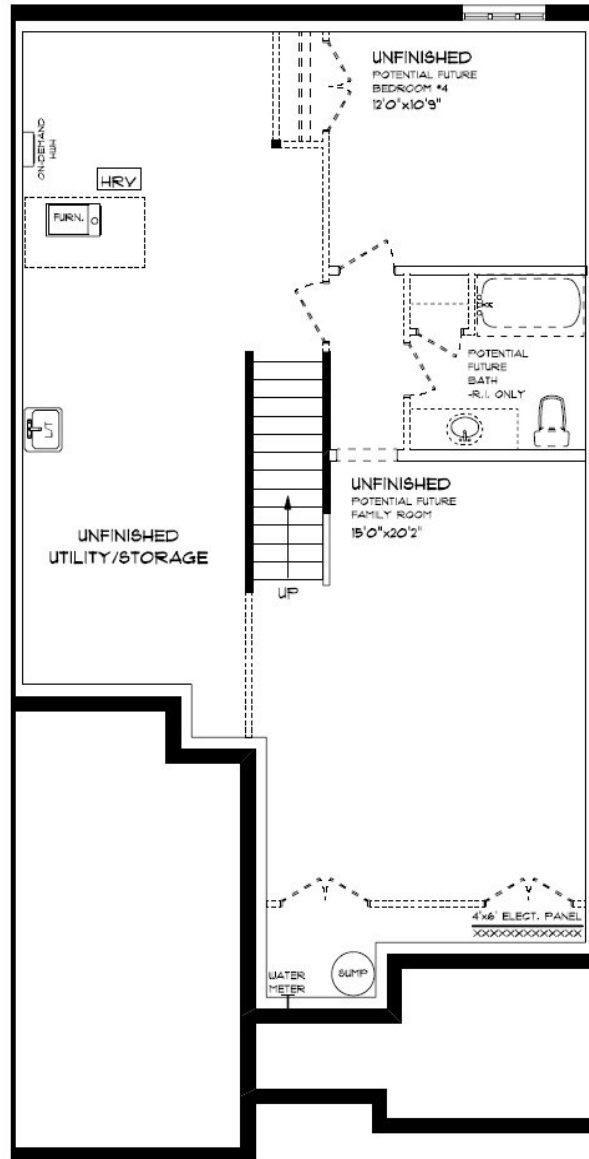 UNFINISHED
POTENTIAL FUTURE
BEDROOM #4
12'0"x10'9"
ON-DEMAND
HWH
HRV
FURN.
POTENTIAL
FUTURE
BATH
-R.I. ONLY
LT
UNFINISHED
POTENTIAL FUTURE
FAMILY ROOM
15'0"x20'2"
UNFINISHED
UTILITY/STORAGE
UP
4'x6' ELECT. PANEL
WATER
METER
SUMP